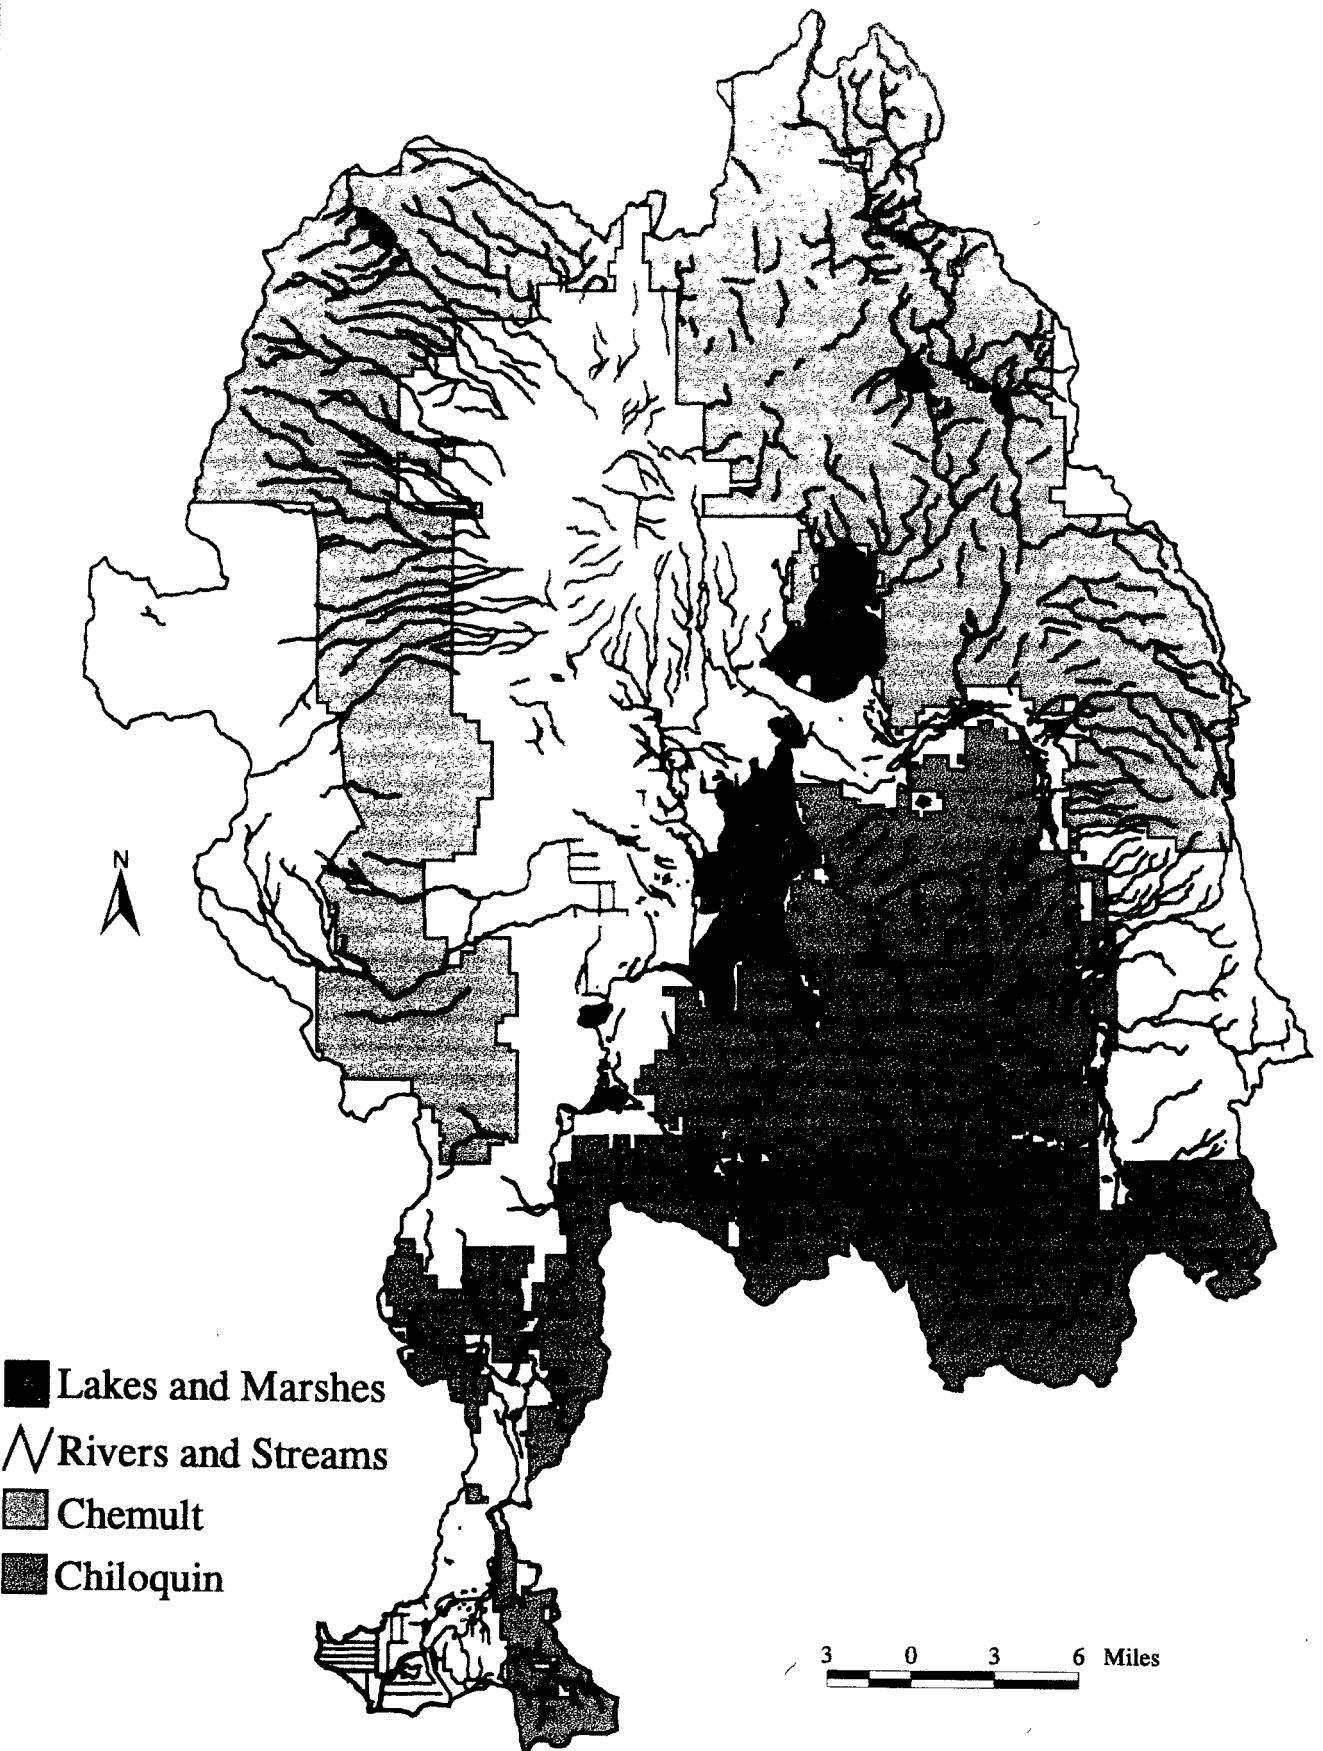 N
Lakes and Marshes
Rivers and Streams
Chemult
Chiloquin
3 0 3 6 Miles